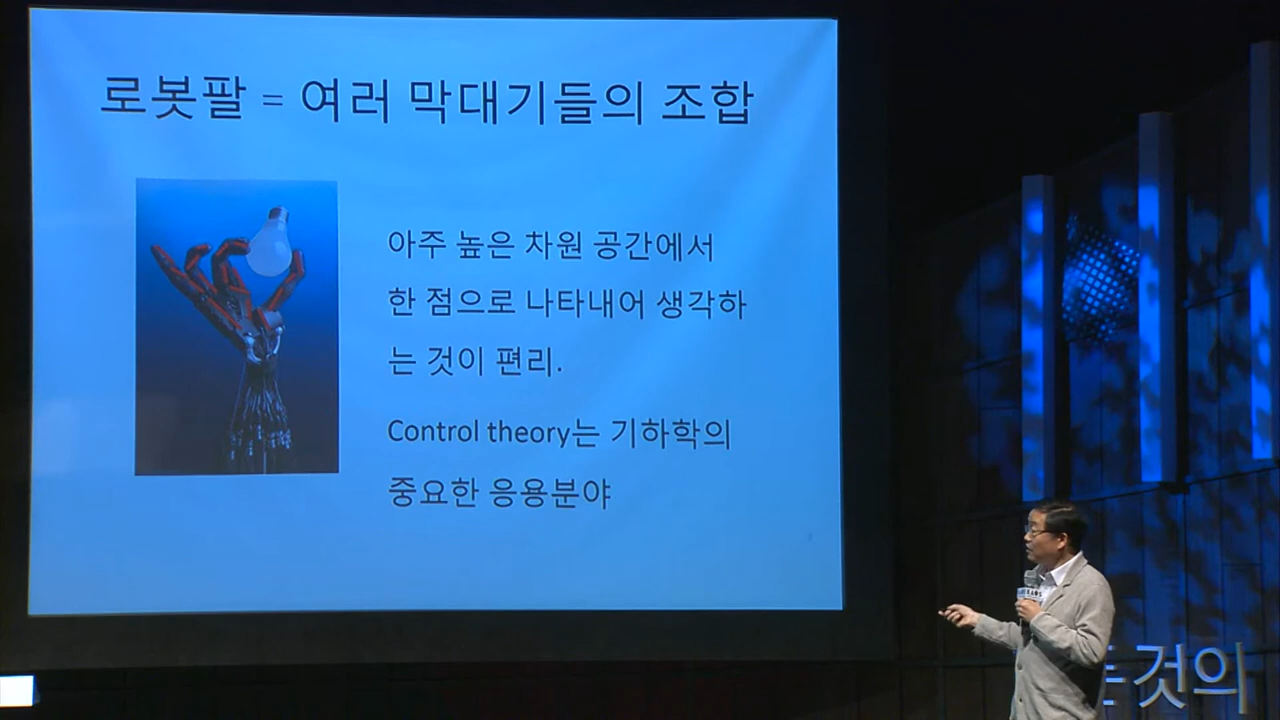 로봇팔 = 여러 막대기들의 조합
아주 높은 차원 공간에서
한 점으로 나타내어 생각하
는 것이 편리.
Control theory는 기하학의
중요한 응용분야
것의